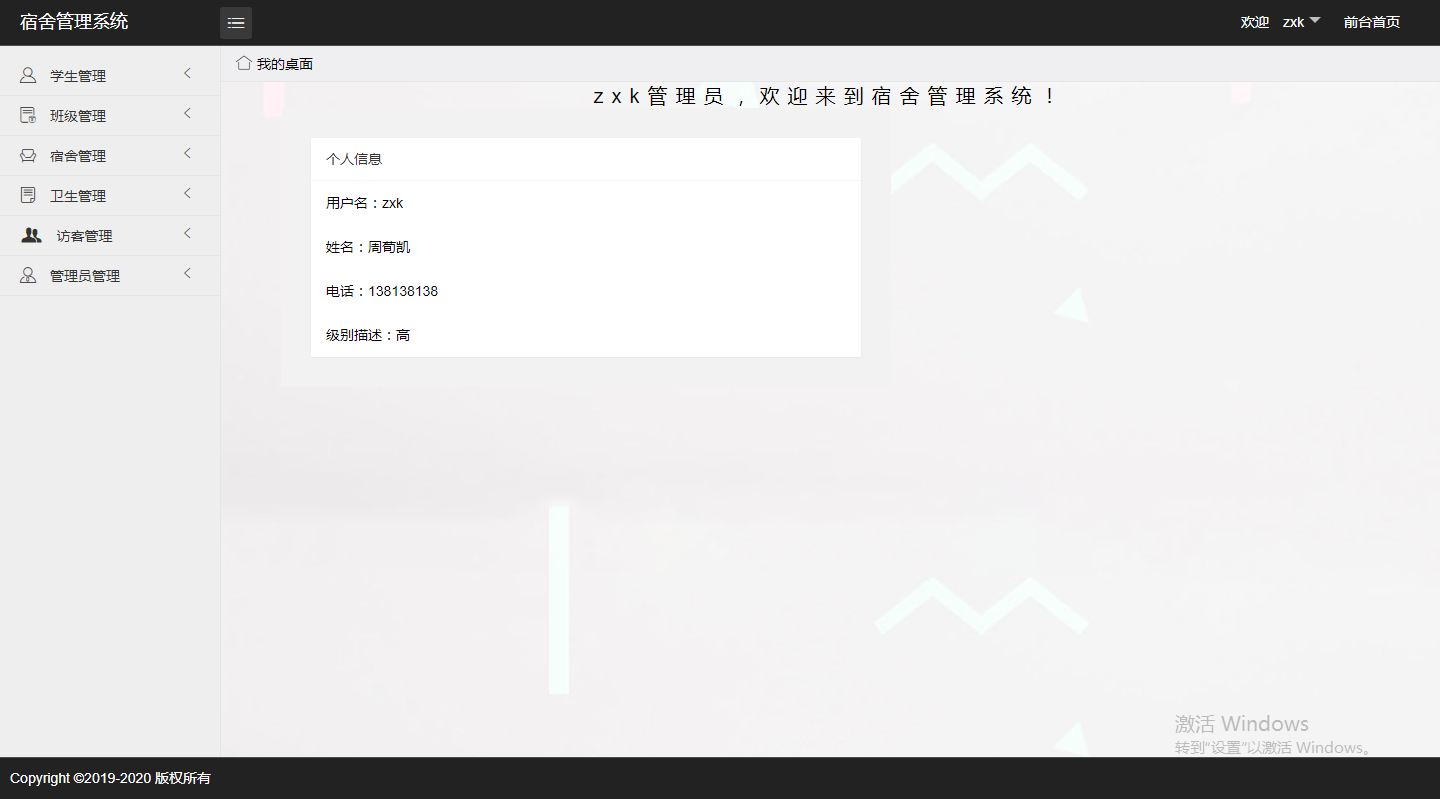 宿舍管理系统
欢迎 zxk 前台首页
学生管理
班级管理
宿舍管理
卫生管理
访客管理
管理员管理
我的桌面
zxk管理员，欢迎来到宿舍管理系统！
个人信息
用户名：zxk
姓名：周荀凯
电话：138138138
级别描述：高
激活 Windows
转到“设置”以激活 Windows。
Copyright ©2019-2020 版权所有